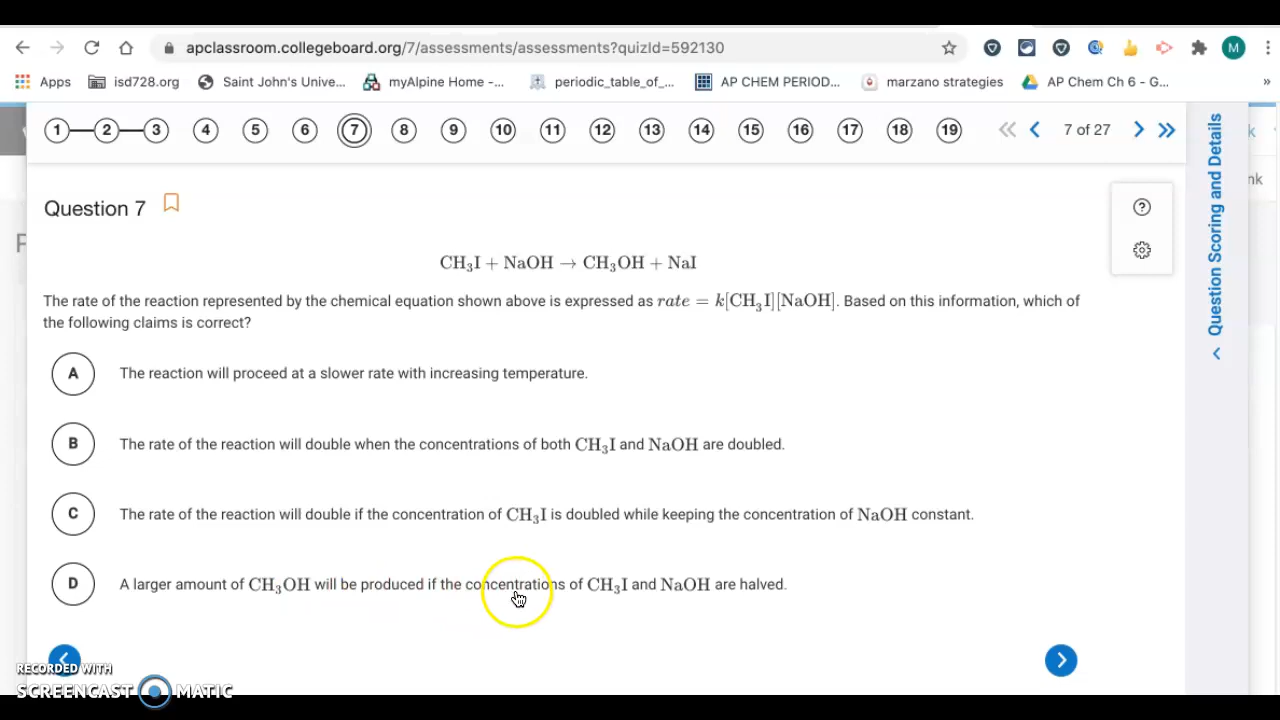 apclassroom.collegeboard.org/7/assessments/assessments?quizId=592130
M
Apps isd728.org Saint John's Unive... myAlpine Home -... periodic_table_of_... AP CHEM PERIOD... marzano strategies AP Chem Ch 6 - G... »
1 2 3 4 5 6 7 8 9 10 11 12 13 14 15 16 17 18 19 7 of 27
Question Scoring and Details
k
nk
Question 7
CH₃I + NaOH → CH₃OH + NaI
The rate of the reaction represented by the chemical equation shown above is expressed as rate = k[CH₃I][NaOH]. Based on this information, which of
the following claims is correct?
A The reaction will proceed at a slower rate with increasing temperature.
B The rate of the reaction will double when the concentrations of both CH₃I and NaOH are doubled.
C The rate of the reaction will double if the concentration of CH₃I is doubled while keeping the concentration of NaOH constant.
D A larger amount of CH₃OH will be produced if the concentrations of CH₃I and NaOH are halved.
RECORDED WITH
SCREENCAST MATIC